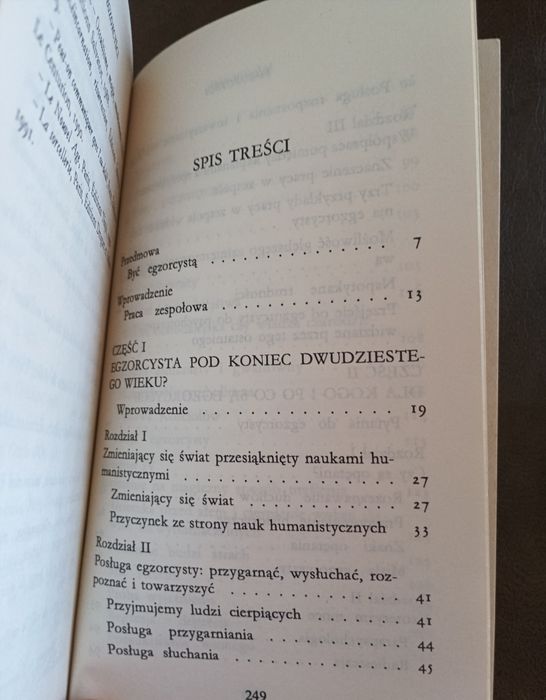 SPIS TREŚCI
Przedmowa
Być egzorcystą . . . . . . . . . . . . . 7
Wprowadzenie
Praca zespołowa . . . . . . . . . . . . 13
CZĘŚĆ I
EGZORCYSTA POD KONIEC DWUDZIESTE-
GO WIEKU?
Wprowadzenie . . . . . . . . . . . . . . 19
Rozdział I
Zmieniający się świat przesiąknięty naukami hu-
manistycznymi . . . . . . . . . . . . . . 27
Zmieniający się świat . . . . . . . . . . . 27
Przyczynek ze strony nauk humanistycznych 33
Rozdział II
Posługa egzorcysty: przygarnąć, wysłuchać, roz-
poznać i towarzyszyć . . . . . . . . . . . 41
Przyjmujemy ludzi cierpiących . . . . . . . 41
Posługa przygarniania . . . . . . . . . . 44
Posługa słuchania . . . . . . . . . . . . 45
249